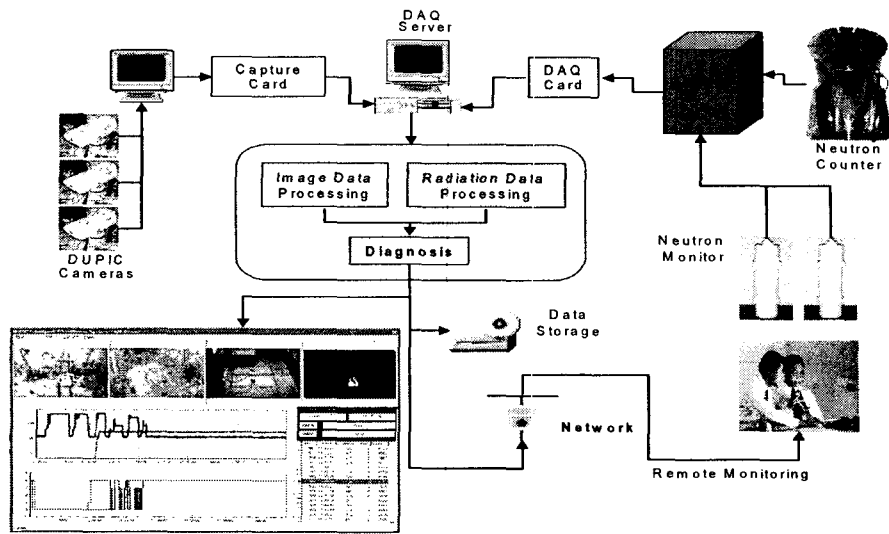 DAQ
Server
Capture
Card
DAQ
Card
Neutron
Counter
Image Data
Processing
Radiation Data
Processing
Diagnosis
DUPIC
Cameras
Neutron
Monitor
Data
Storage
Network
Remote Monitoring